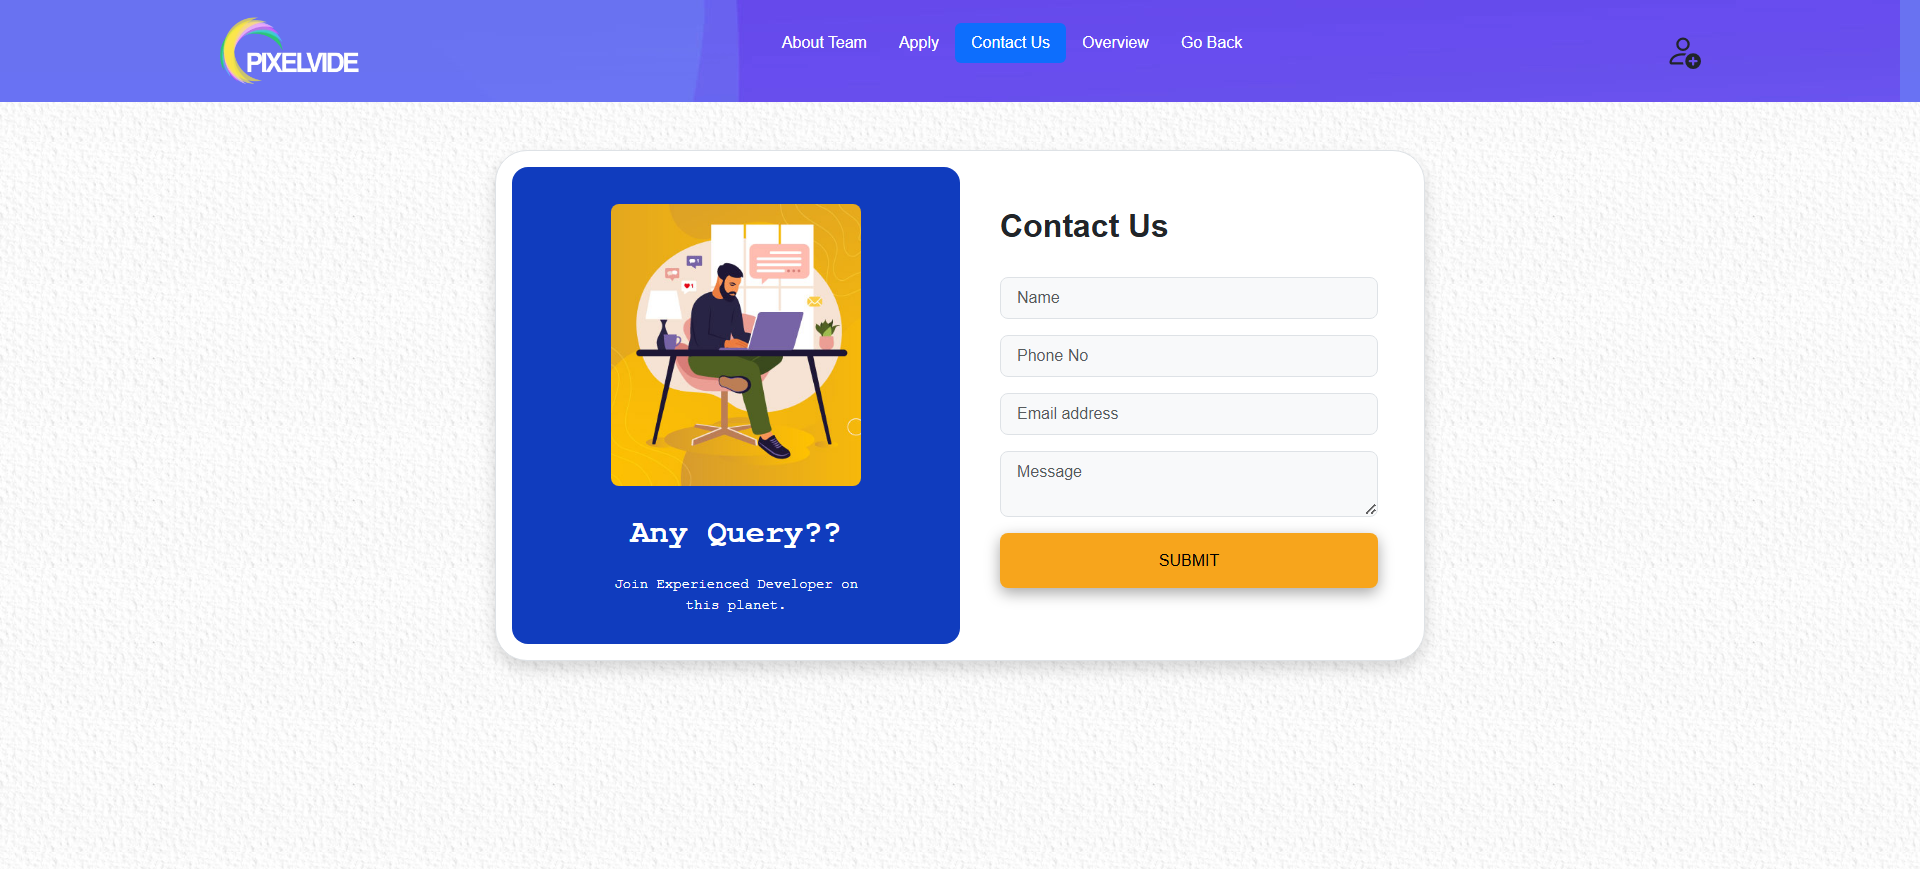 PIXELVIDE
About Team
Apply
Contact Us
Overview
Go Back
Any Query??
Join Experienced Developer on
this planet.
Contact Us
Name
Phone No
Email address
Message
SUBMIT